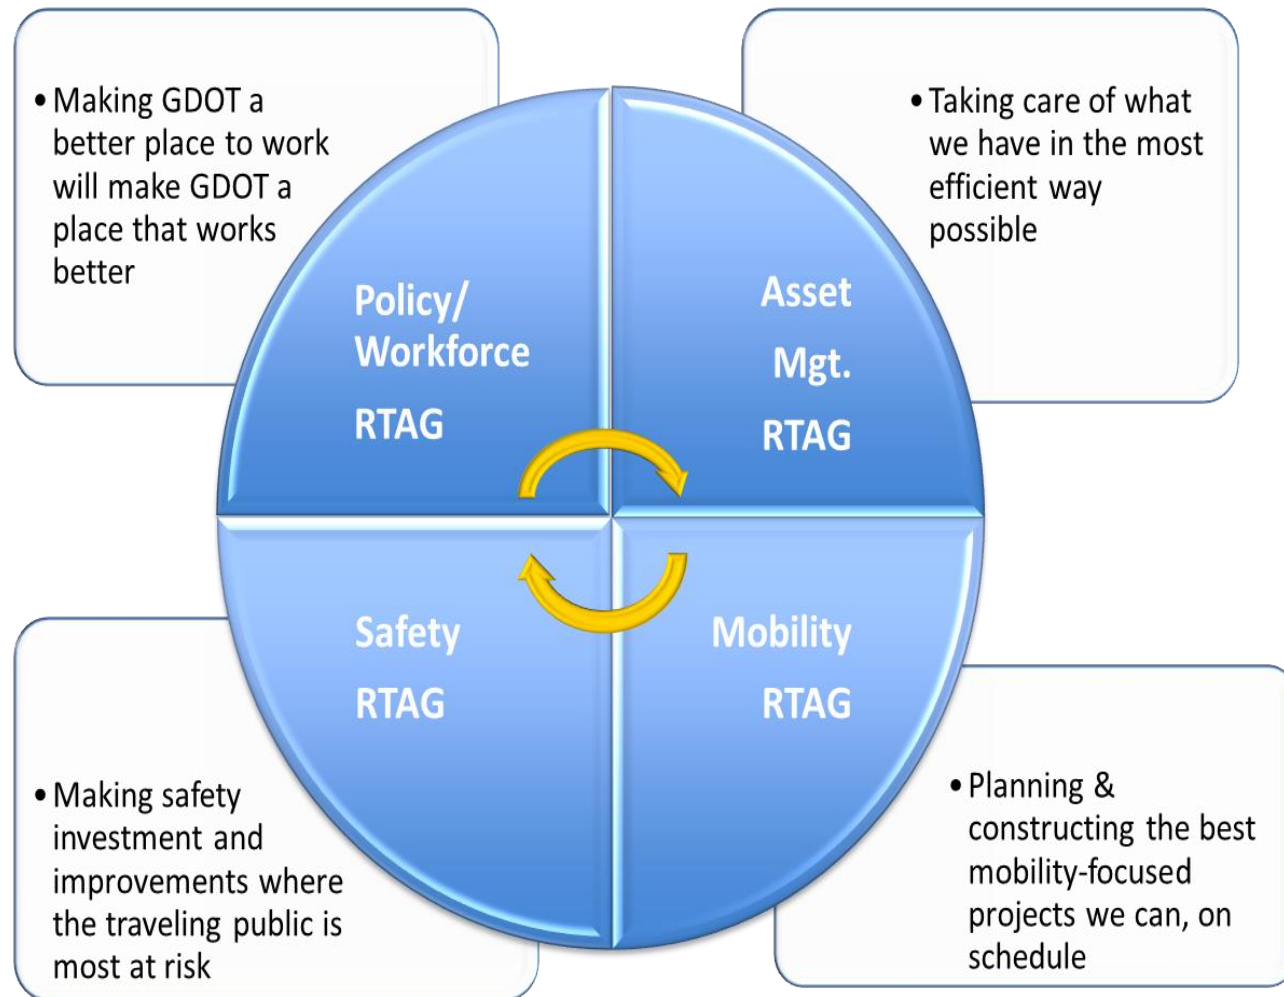 • Making GDOT a
better place to work
will make GDOT a
place that works
better
• Taking care of what
we have in the most
efficient way
possible
Policy/
Workforce
RTAG
Asset
Mgt.
RTAG
Safety
RTAG
Mobility
RTAG
• Making safety
investment and
improvements where
the traveling public is
most at risk
• Planning &
constructing the best
mobility-focused
projects we can, on
schedule